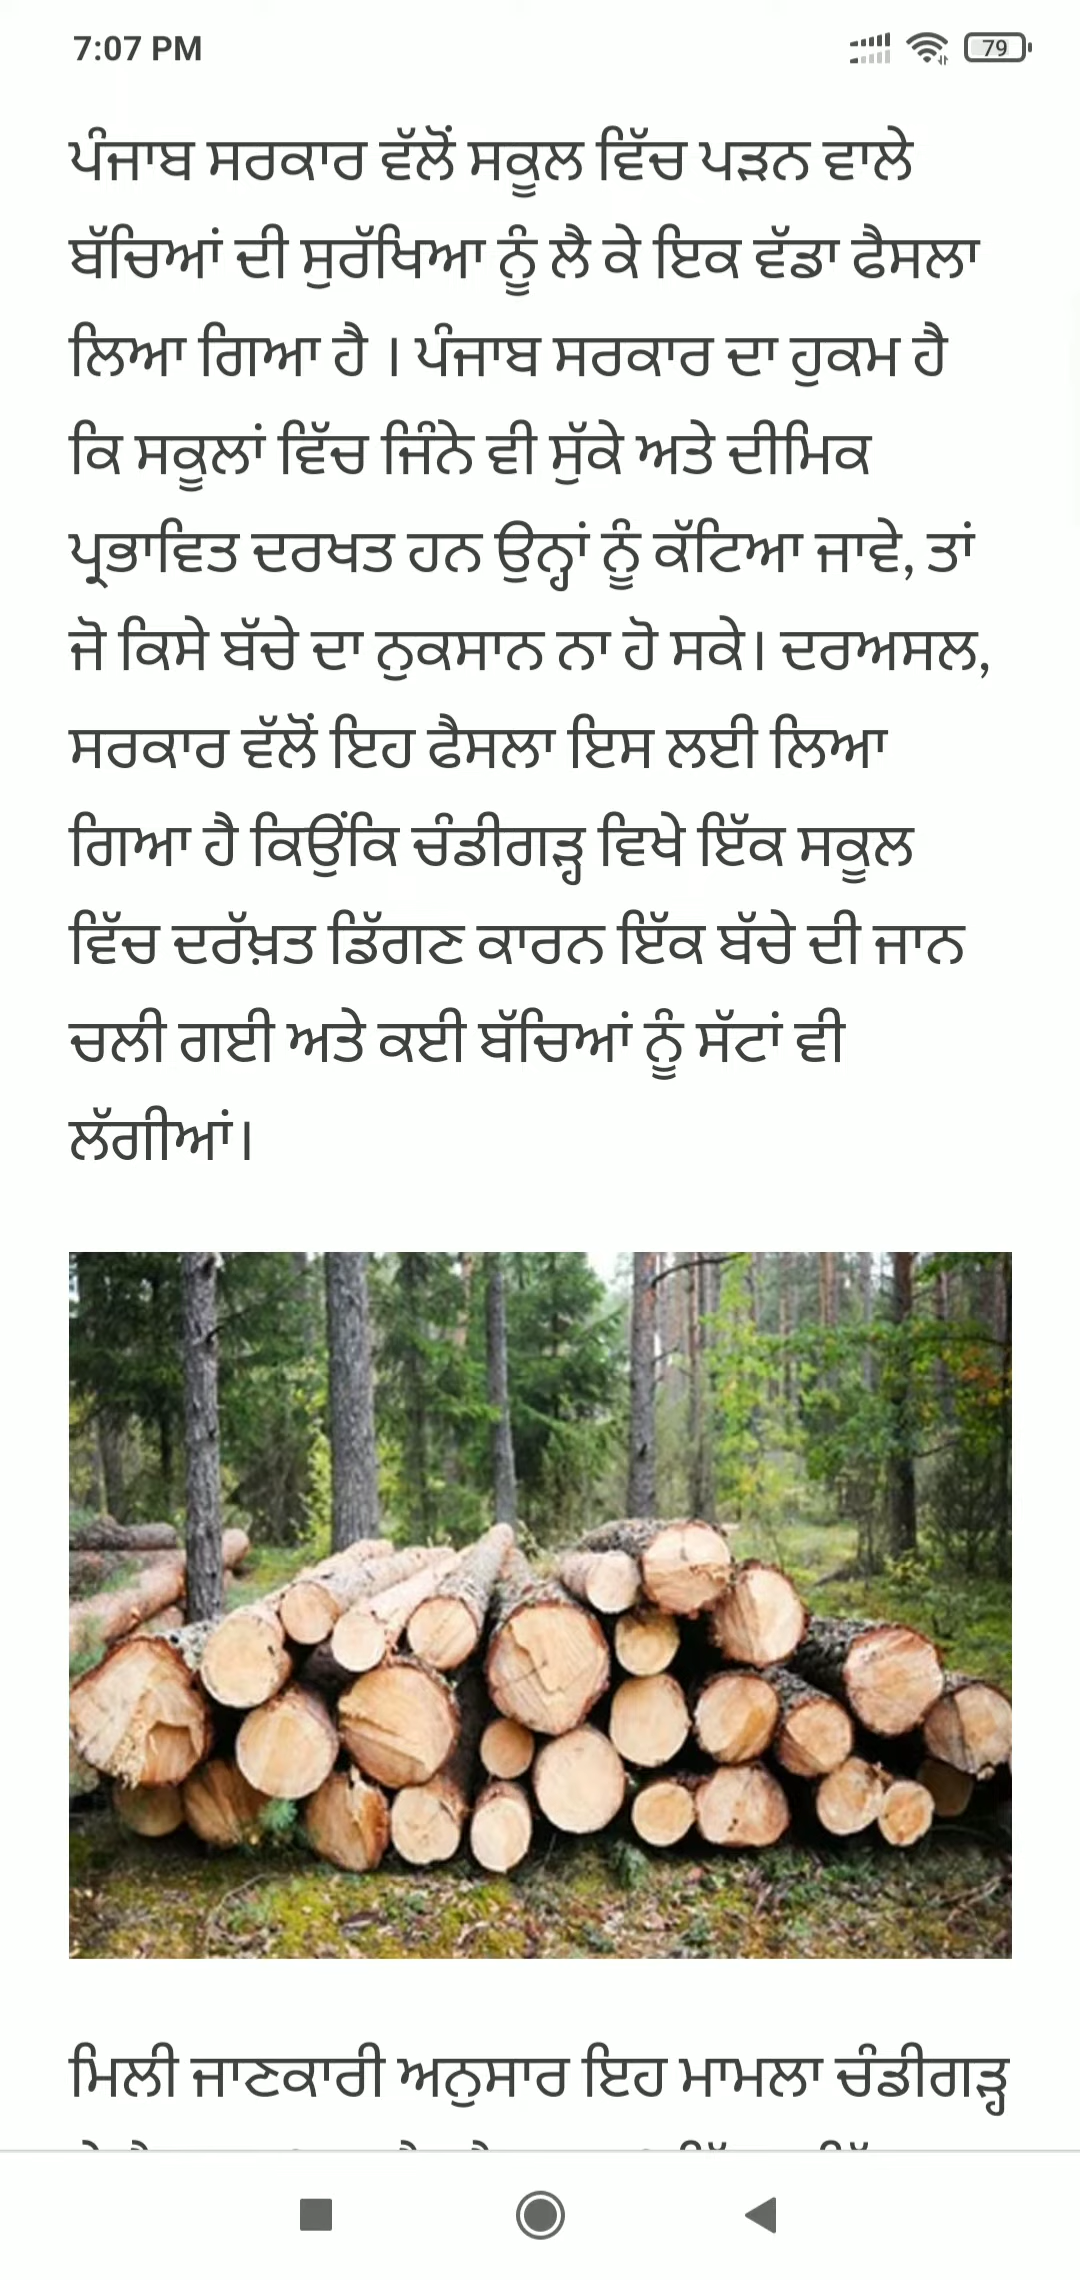 7:07 PM
79
ਪੰਜਾਬ ਸਰਕਾਰ ਵੱਲੋਂ ਸਕੂਲ ਵਿੱਚ ਪੜਨ ਵਾਲੇ
ਬੱਚਿਆਂ ਦੀ ਸੁਰੱਖਿਆ ਨੂੰ ਲੈ ਕੇ ਇਕ ਵੱਡਾ ਫੈਸਲਾ
ਲਿਆ ਗਿਆ ਹੈ । ਪੰਜਾਬ ਸਰਕਾਰ ਦਾ ਹੁਕਮ ਹੈ
ਕਿ ਸਕੂਲਾਂ ਵਿੱਚ ਜਿੰਨੇ ਵੀ ਸੁੱਕੇ ਅਤੇ ਦੀਮਿਕ
ਪ੍ਰਭਾਵਿਤ ਦਰਖਤ ਹਨ ਉਨ੍ਹਾਂ ਨੂੰ ਕੱਟਿਆ ਜਾਵੇ, ਤਾਂ
ਜੋ ਕਿਸੇ ਬੱਚੇ ਦਾ ਨੁਕਸਾਨ ਨਾ ਹੋ ਸਕੇ। ਦਰਅਸਲ,
ਸਰਕਾਰ ਵੱਲੋਂ ਇਹ ਫੈਸਲਾ ਇਸ ਲਈ ਲਿਆ
ਗਿਆ ਹੈ ਕਿਉਂਕਿ ਚੰਡੀਗੜ੍ਹ ਵਿਖੇ ਇੱਕ ਸਕੂਲ
ਵਿੱਚ ਦਰੱਖ਼ਤ ਡਿੱਗਣ ਕਾਰਨ ਇੱਕ ਬੱਚੇ ਦੀ ਜਾਨ
ਚਲੀ ਗਈ ਅਤੇ ਕਈ ਬੱਚਿਆਂ ਨੂੰ ਸੱਟਾਂ ਵੀ
ਲੱਗੀਆਂ।
ਮਿਲੀ ਜਾਣਕਾਰੀ ਅਨੁਸਾਰ ਇਹ ਮਾਮਲਾ ਚੰਡੀਗੜ੍ਹ